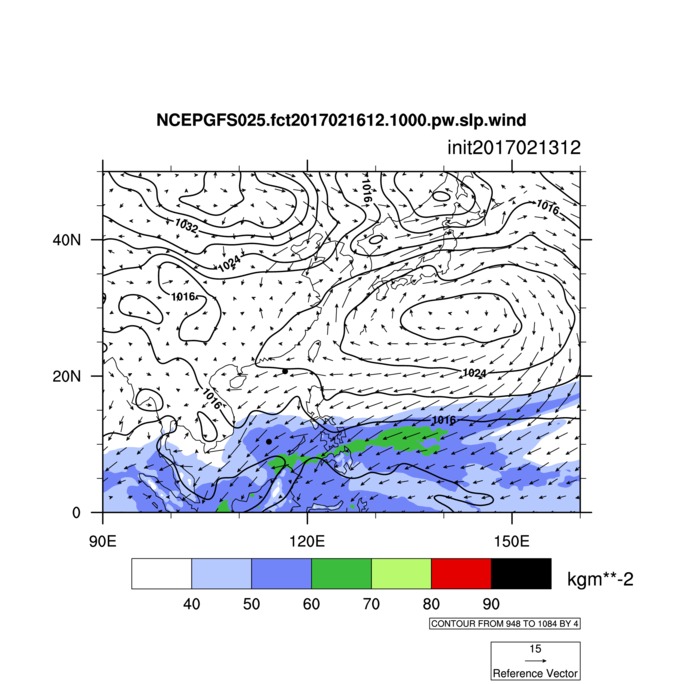 NCEPGFS025.fct2017021612.1000.pw.slp.wind
init2017021312
1016
1016
1032
40N
1024
1016
20N
1024
1016
1016
0
90E 120E 150E
kgm**-2
40 50 60 70 80 90
CONTOUR FROM 948 TO 1084 BY 4
15
Reference Vector